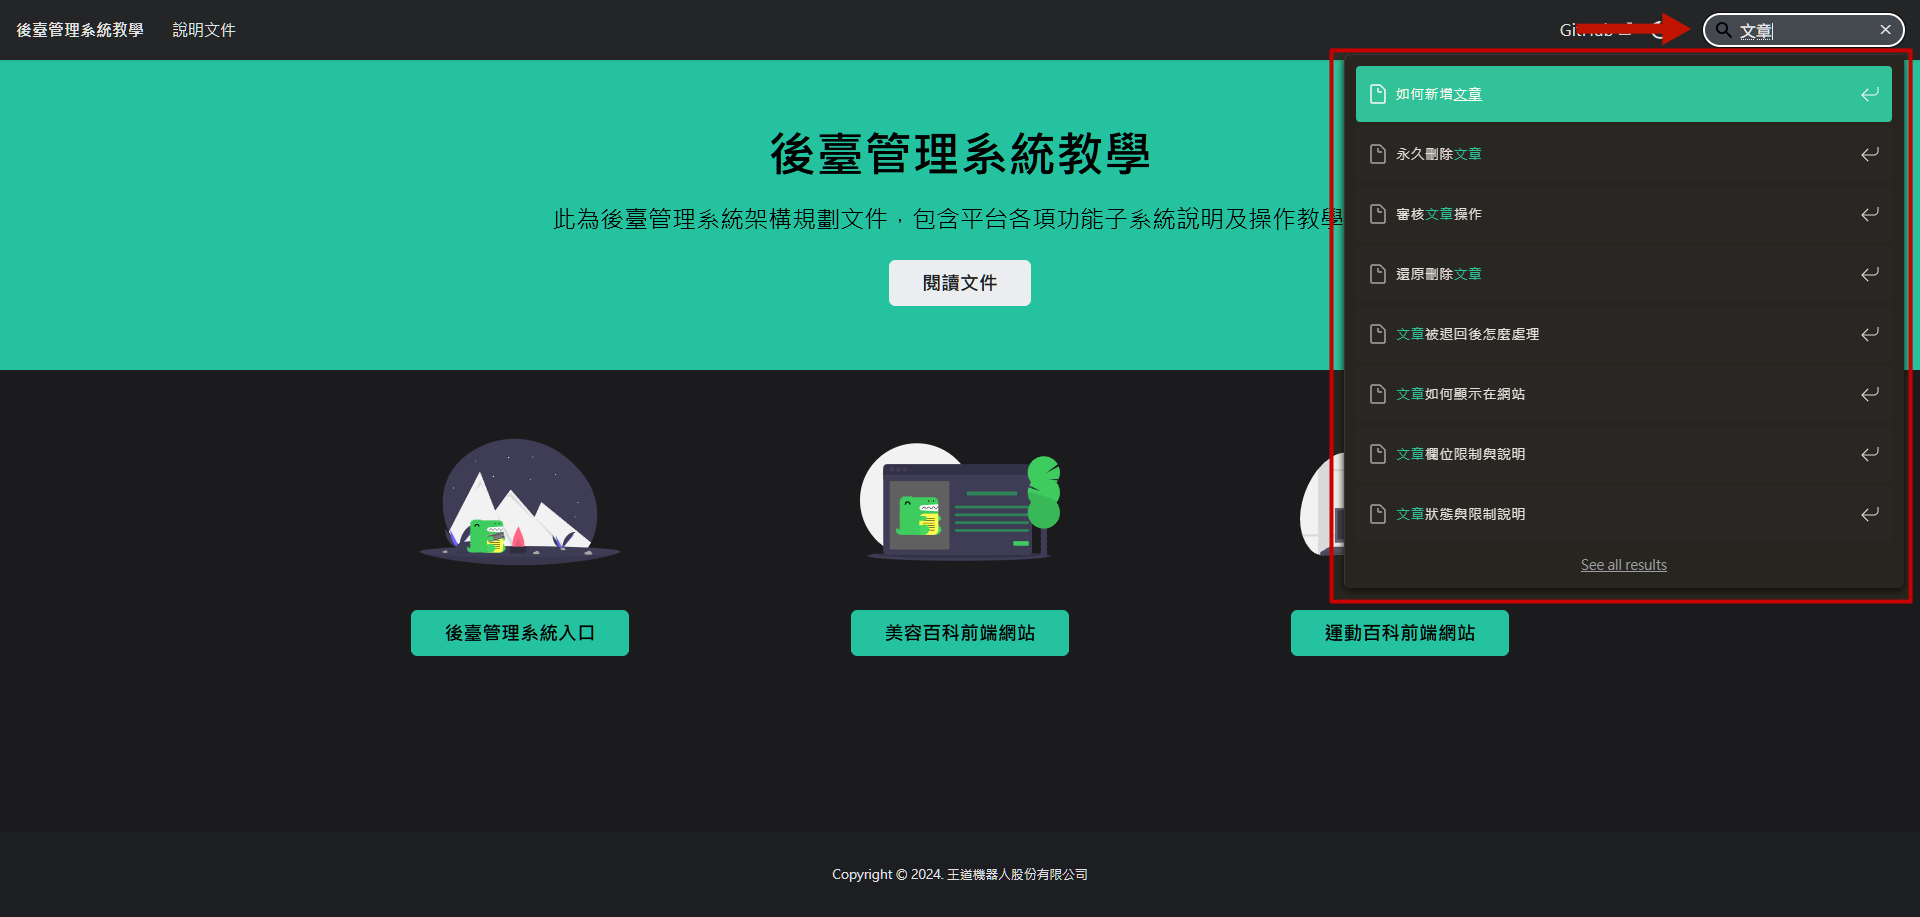 後臺管理系統教學
說明文件
GitHub
文章
後臺管理系統教學
此為後臺管理系統架構規劃文件，包含平台各項功能子系統說明及操作教學
閱讀文件
如何新增文章
永久刪除文章
審核文章操作
還原刪除文章
文章被退回後怎麼處理
文章如何顯示在網站
文章欄位限制與說明
文章狀態與限制說明
See all results
後臺管理系統入口
美容百科前端網站
運動百科前端網站
Copyright © 2024. 王道機器人股份有限公司